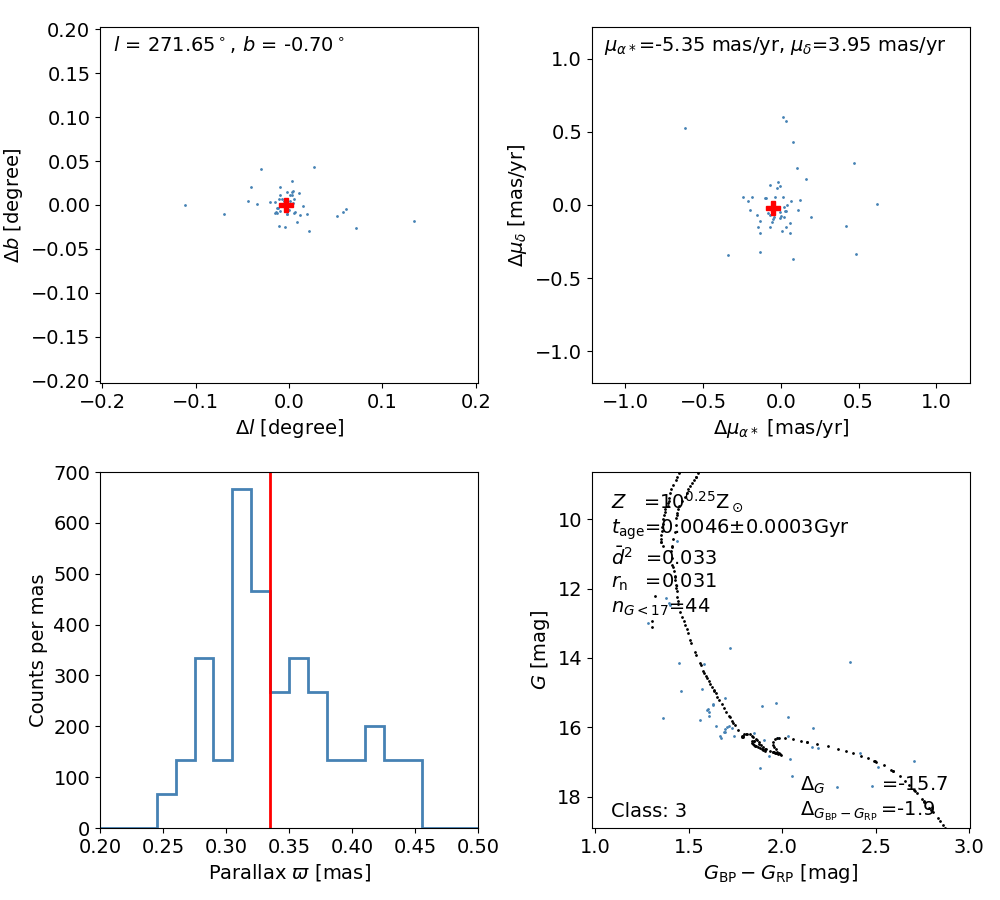 l = 271.65°, b = -0.70°
0.20
0.15
0.10
0.05
0.00
−0.05
−0.10
−0.15
−0.20
−0.2
−0.1
0.0
0.1
0.2
Δb [degree]
Δl [degree]
μα*=-5.35 mas/yr, μδ=3.95 mas/yr
1.0
0.5
0.0
−0.5
−1.0
−1.0
−0.5
0.0
0.5
1.0
Δμδ [mas/yr]
Δμα* [mas/yr]
700
600
500
400
300
200
100
0
0.20
0.25
0.30
0.35
0.40
0.45
0.50
Counts per mas
Parallax ϖ [mas]
Z =10^0.25 Z⊙
tage=0.0046±0.0003Gyr
d̄² =0.033
rn =0.031
nG<17=44
10
12
14
16
18
ΔG =-15.7
ΔGBP−GRP=-1.9
Class: 3
1.0
1.5
2.0
2.5
3.0
G [mag]
GBP − GRP [mag]